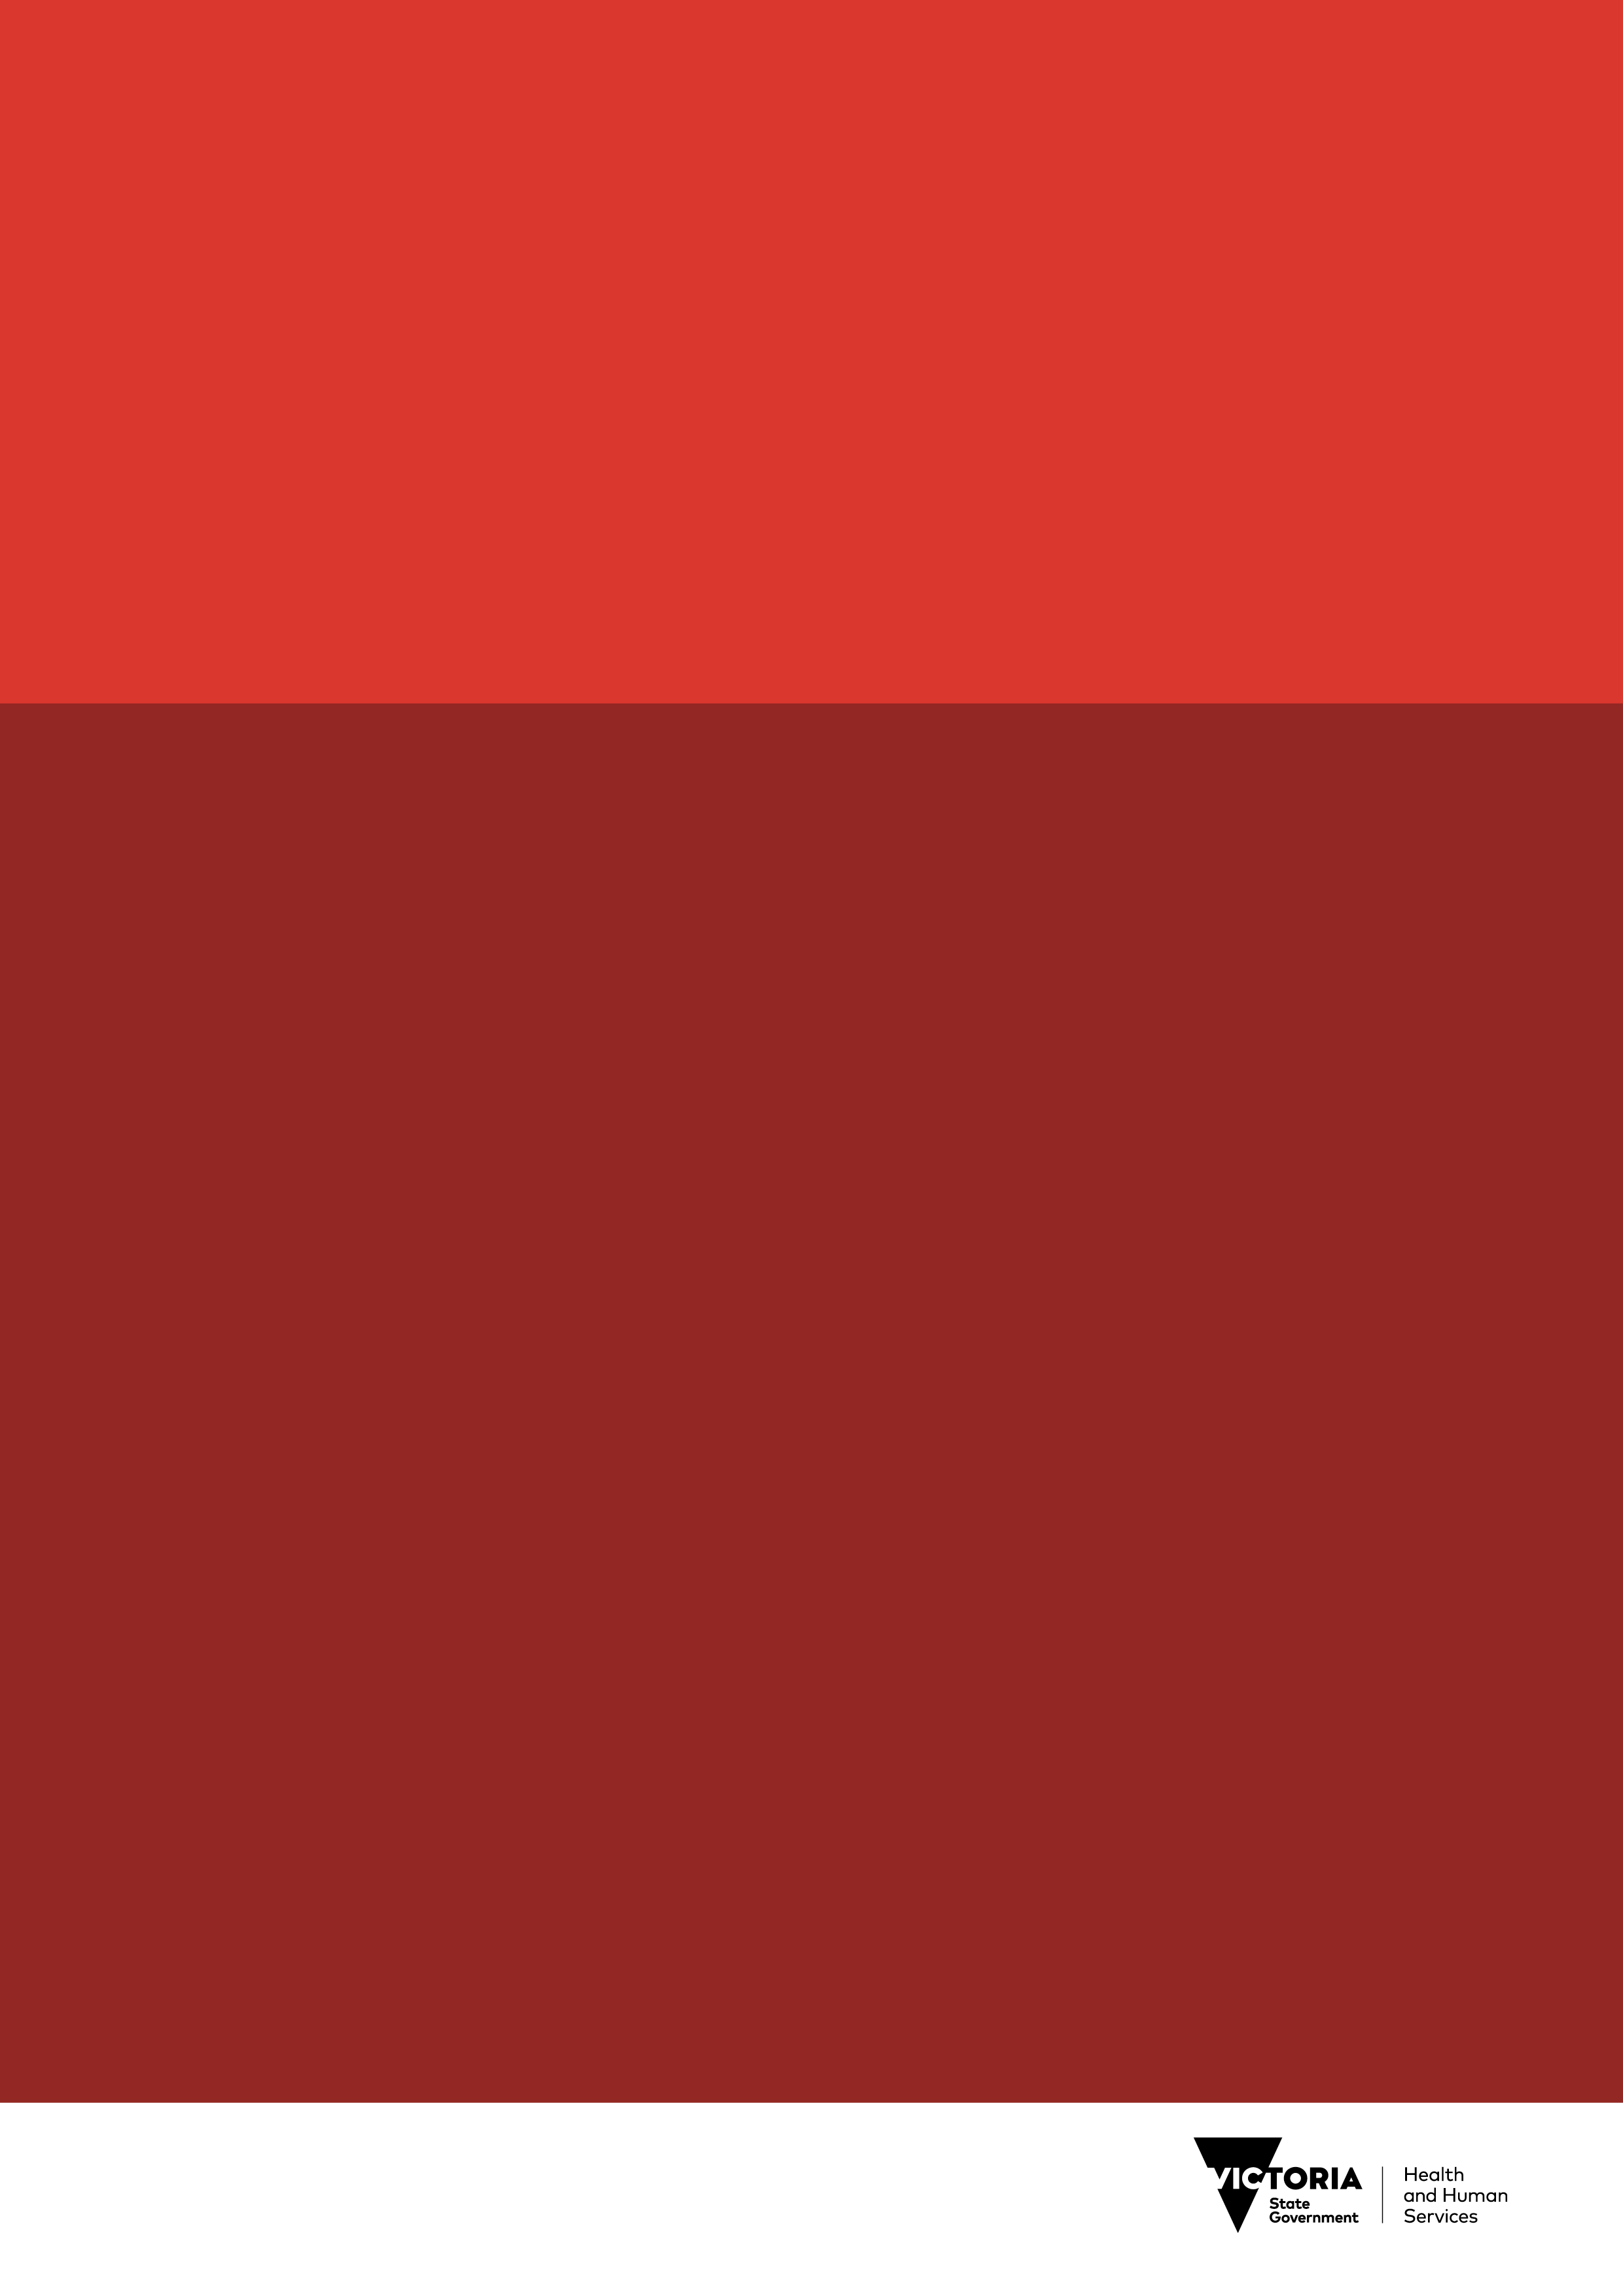 VICTORIA
State
Government
Health
and Human
Services